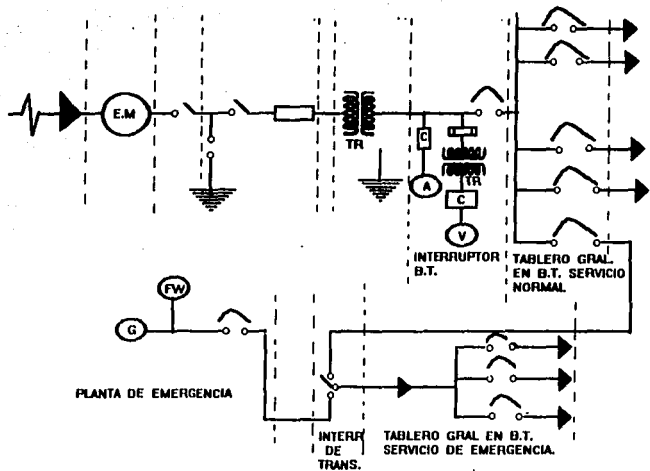 E.M
TR
C
C
TR
A
V
INTERRUPTOR
B.T.
TABLERO GRAL.
EN B.T. SERVICIO
NORMAL
FW
G
PLANTA DE EMERGENCIA
INTERR
DE
TRANS.
TABLERO GRAL EN B.T.
SERVICIO DE EMERGENCIA.